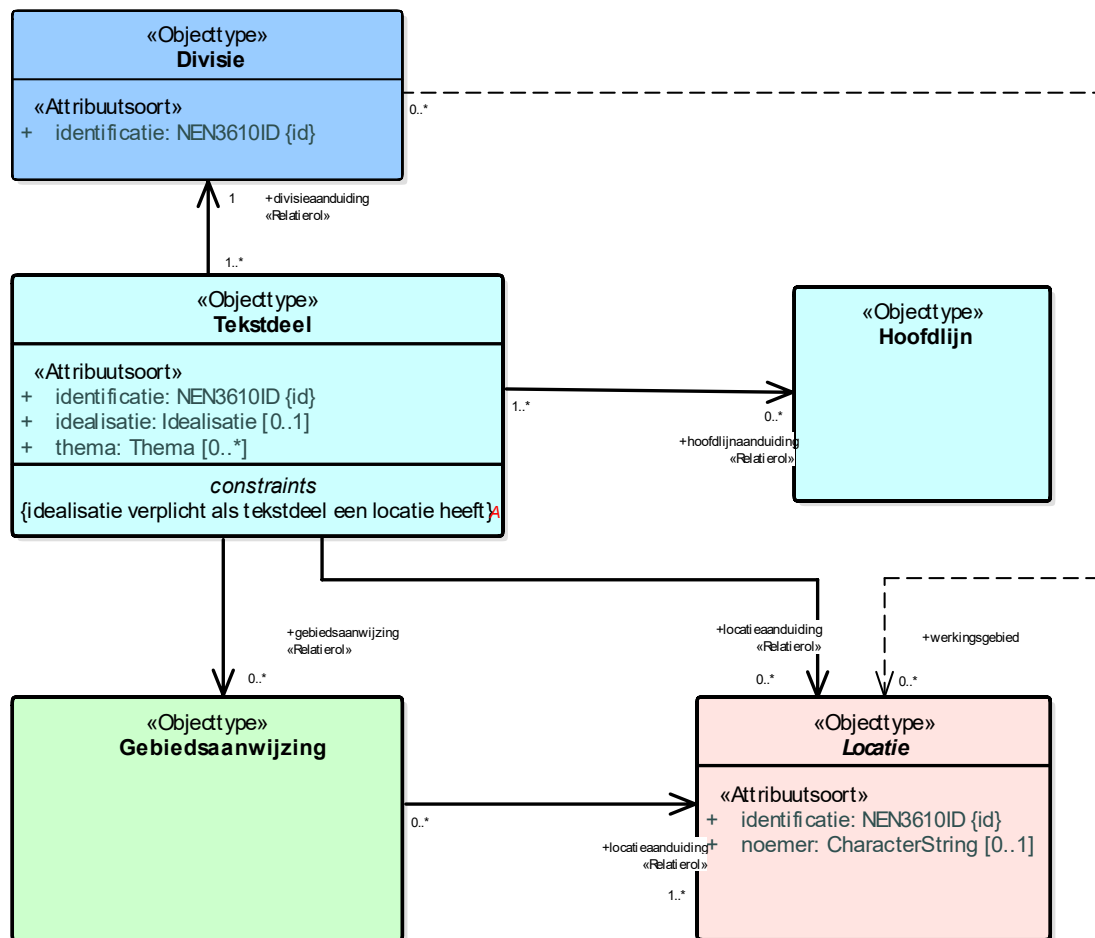 «Objecttype»
Divisie
«Attribuutsoort»
+ identificatie: NEN3610ID {id}
0..*
1
+divisieaanduiding
«Relatierol»
1..*
«Objecttype»
Tekstdeel
«Attribuutsoort»
+ identificatie: NEN3610ID {id}
+ idealisatie: Idealisatie [0..1]
+ thema: Thema [0..*]
constraints
{idealisatie verplicht als tekstdeel een locatie heeft}
«Objecttype»
Hoofdlijn
1..*
0..*
+hoofdlijnaanduiding
«Relatierol»
+gebiedsaanwijzing
«Relatierol»
0..*
+locatieaanduiding
«Relatierol»
0..*
+werkingsgebied
0..*
«Objecttype»
Gebiedsaanwijzing
0..*
+locatieaanduiding
«Relatierol»
1..*
«Objecttype»
Locatie
«Attribuutsoort»
+ identificatie: NEN3610ID {id}
+ noemer: CharacterString [0..1]